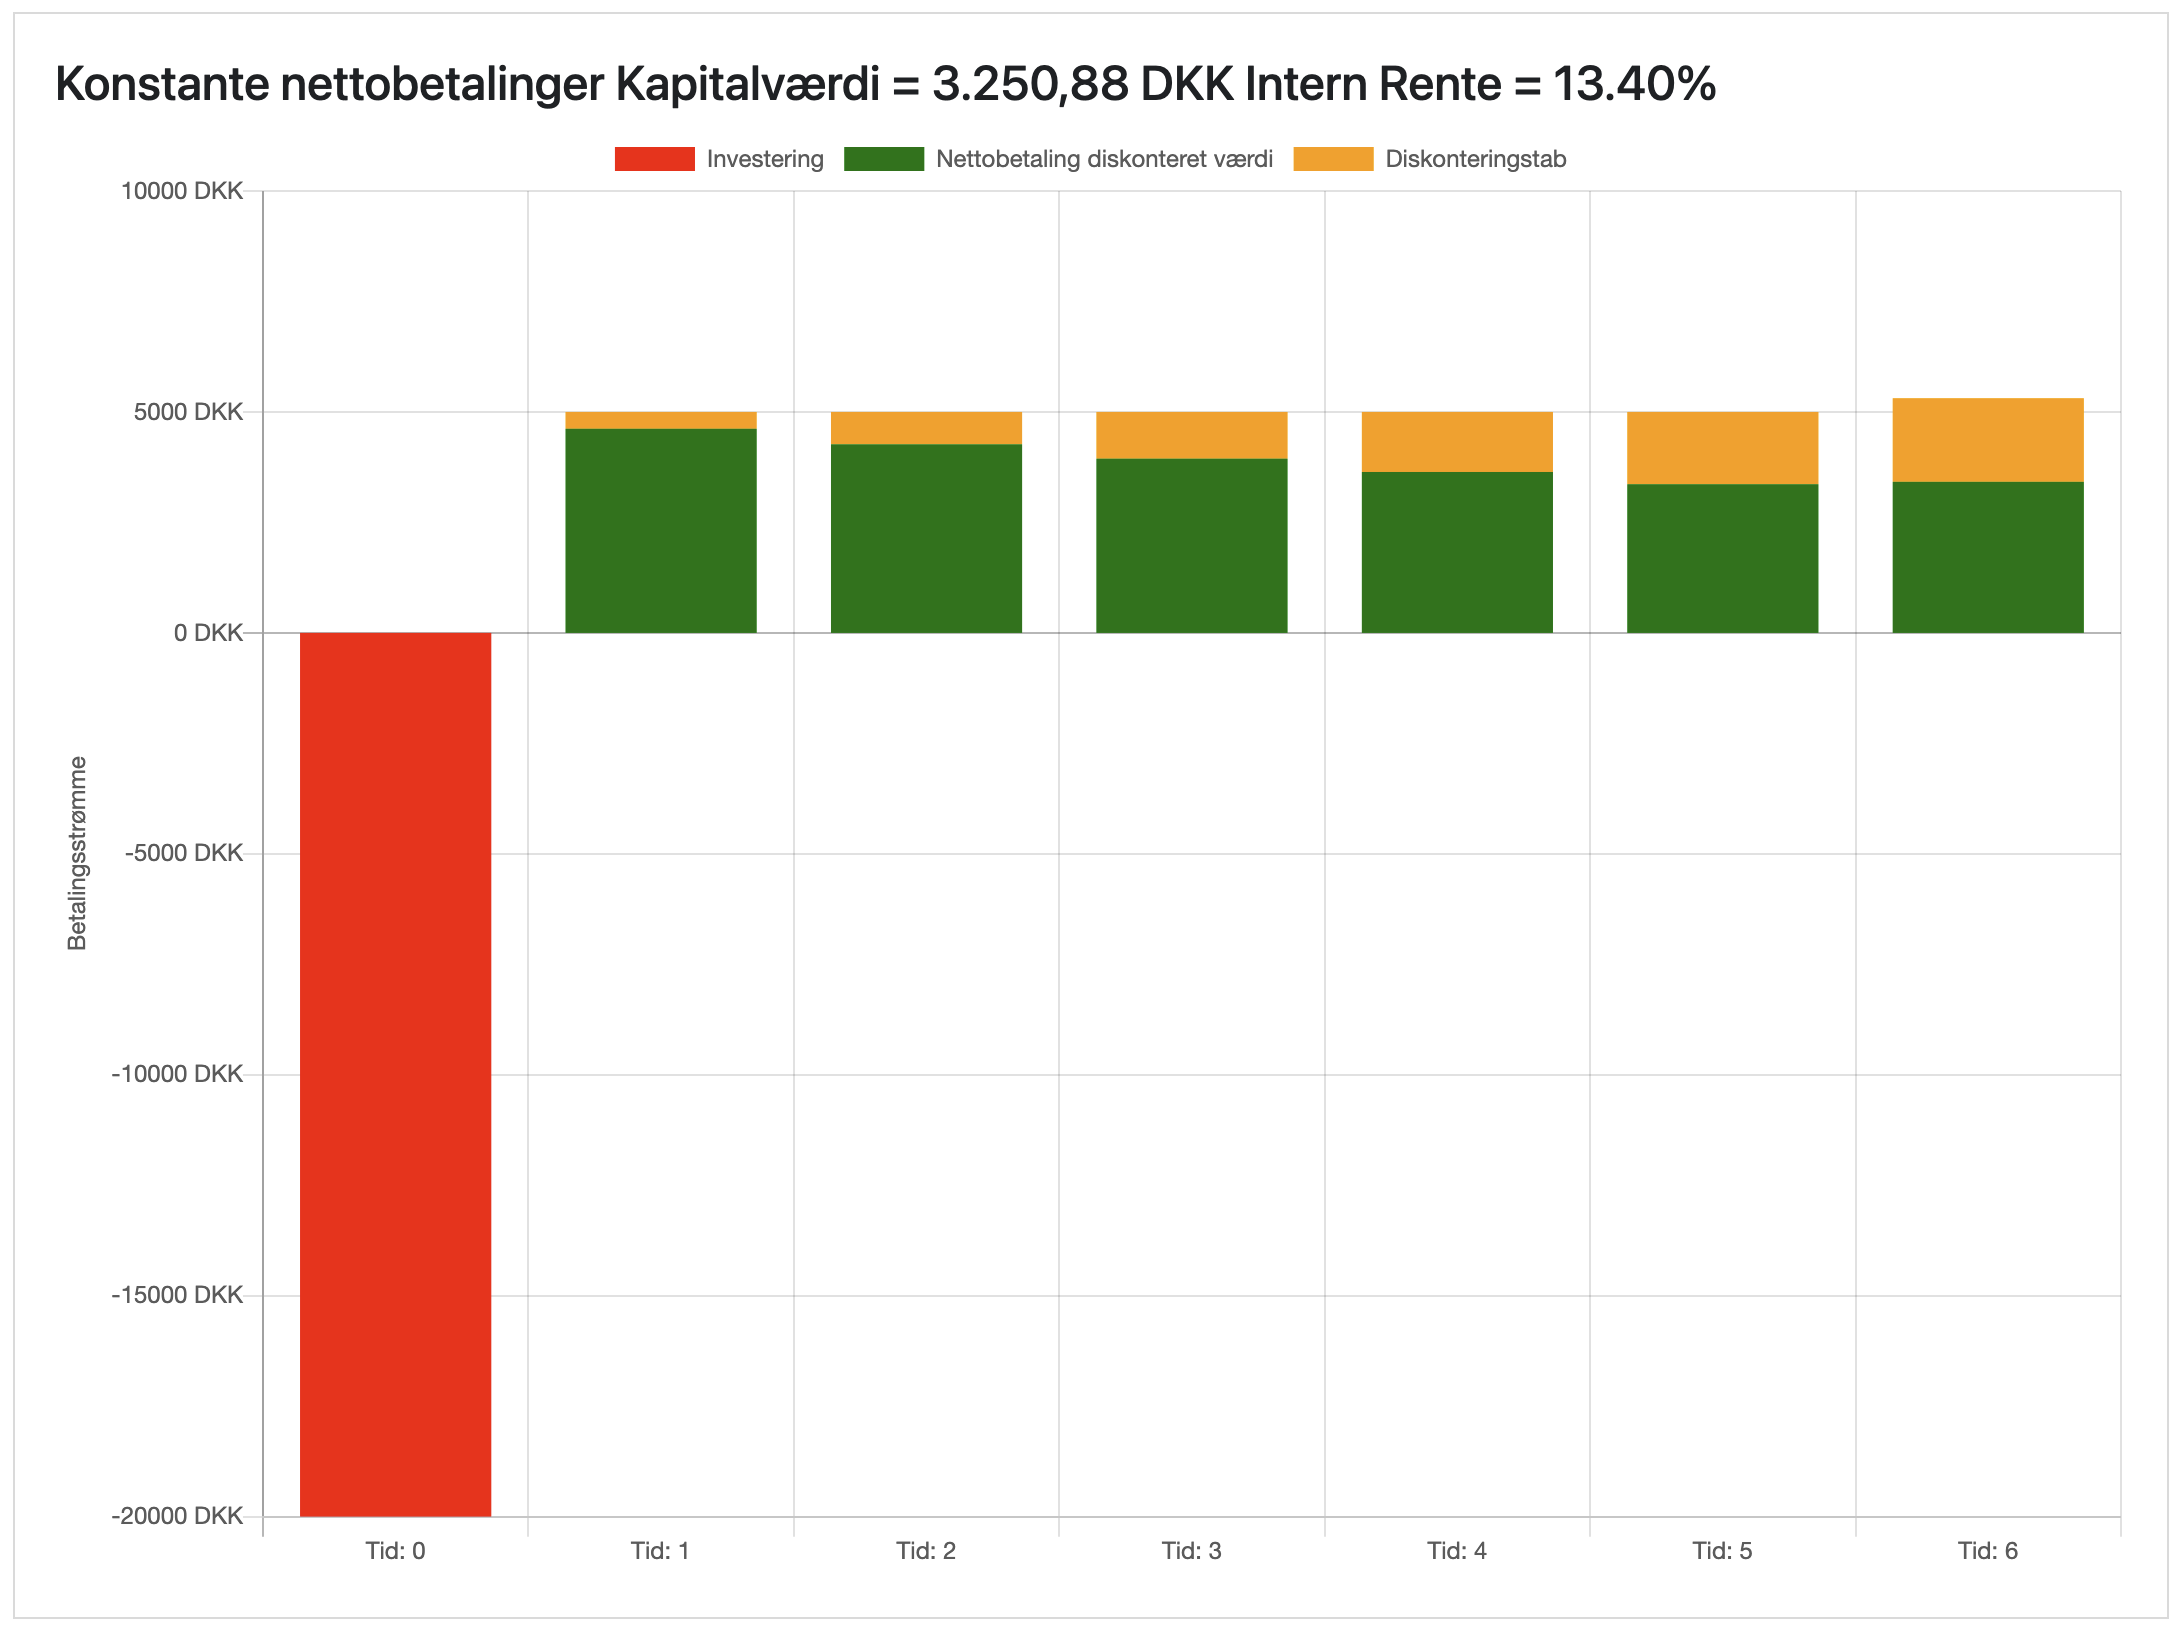 Konstante nettobetalinger Kapitalværdi = 3.250,88 DKK Intern Rente = 13.40%
Investering
Nettobetaling diskonteret værdi
Diskonteringstab
10000 DKK
5000 DKK
0 DKK
-5000 DKK
-10000 DKK
-15000 DKK
-20000 DKK
Betalingsstrømme
Tid: 0
Tid: 1
Tid: 2
Tid: 3
Tid: 4
Tid: 5
Tid: 6